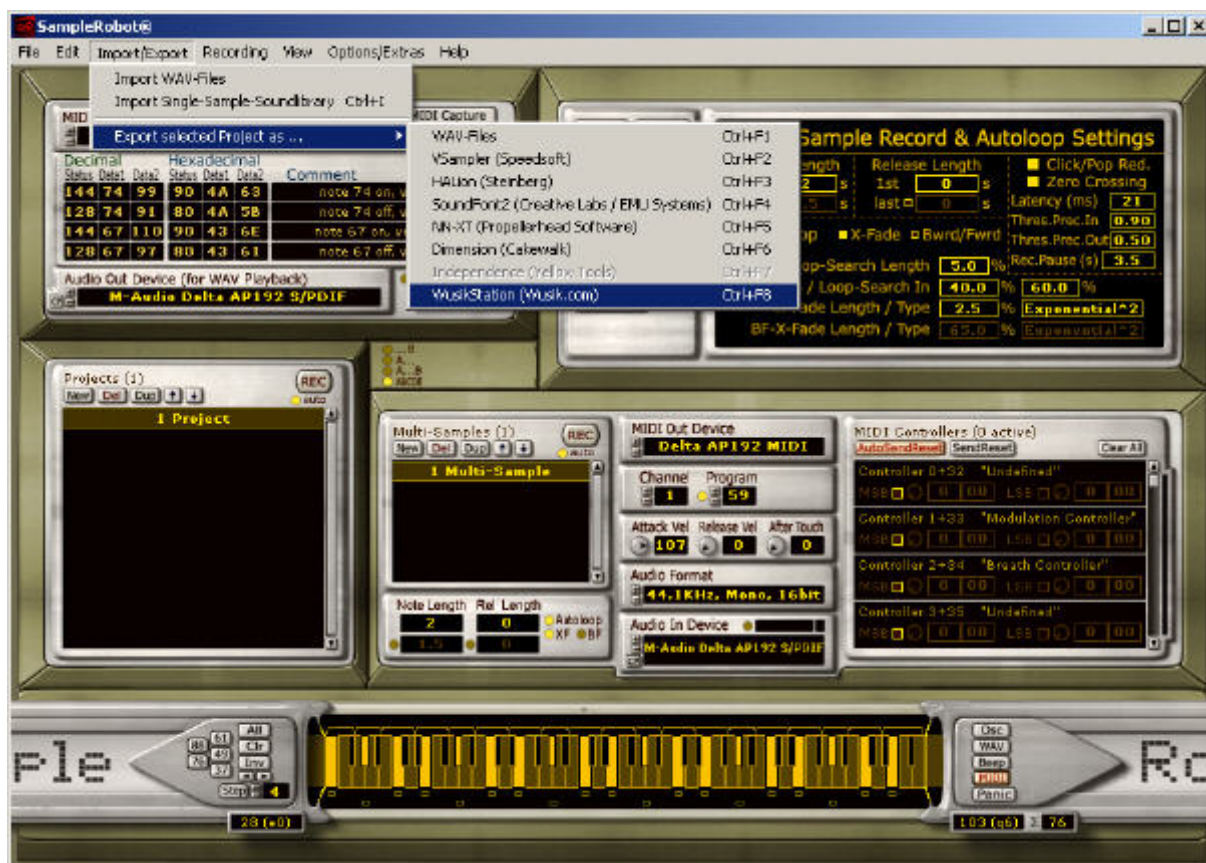 SampleRobot®
File Edit Import/Export Recording View Options/Extras Help
Import WAV-Files
Import Single-Sample-Soundlibrary Ctrl+I
Export selected Project as ...
WAV-Files Ctrl+F1
VSampler (Speedsoft) Ctrl+F2
HALion (Steinberg) Ctrl+F3
SoundFont2 (Creative Labs / EMU Systems) Ctrl+F4
NN-XT (Propellerhead Software) Ctrl+F5
Dimension (Cakewalk) Ctrl+F6
Independence (Yellow Tools) Ctrl+F7
WusikStation (Wusik.com) Ctrl+F8
MIDI
MIDI Capture
Decimal Hexadecimal
Status Data1 Data2 Status Data1 Data2 Comment
144 74 99 90 4A 63 note 74 on,
128 74 91 80 4A 5B note 74 off,
144 67 110 90 43 6E note 67 on,
128 67 97 80 43 61 note 67 off,
Audio Out Device (for WAV Playback)
M-Audio Delta AP192 S/PDIF
Sample Record & Autoloop Settings
Release Length
2 s 1st 0 s
s last 0 s
Click/Pop Red.
Zero Crossing
Latency (ms) 21
Thres.Prec.In 0.90
X-Fade Bwrd/Fwrd
Thres.Prec.Out 0.50
Rec.Pause (s) 3.5
op-Search Length 5.0 %
/ Loop-Search In 40.0 % 60.0 %
ade Length / Type 2.5 % Exponential^2
BF-X-Fade Length / Type 65.0 % Exponential^2
...B
A...
A...B
ABCDE
Projects (1)
REC
New Del Dup
auto
1 Project
Multi-Samples (1)
REC
New Del Dup
auto
1 Multi-Sample
Note Length Rel Length
2 0 Autoloop
1.5 0 XF BF
MIDI Out Device
Delta AP192 MIDI
Channel Program
1 59
Attack Vel Release Vel After Touch
107 0 0
Audio Format
44.1KHz, Mono, 16bit
Audio In Device
M-Audio Delta AP192 S/PDIF
MIDI Controllers (0 active)
AutoSendReset SendReset Clear All
Controller 0+32 "Undefined"
MSB 0 00 LSB 0 00
Controller 1+33 "Modulation Controller"
MSB 0 00 LSB 0 00
Controller 2+34 "Breath Controller"
MSB 0 00 LSB 0 00
Controller 3+35 "Undefined"
MSB 0 00 LSB 0 00
ple
88 61
76 49
37
All
Clr
Inv
Step 4
28 (e0)
Osc
WAV
Beep
MIDI
Panic
Ro
103 (g6) Σ 76